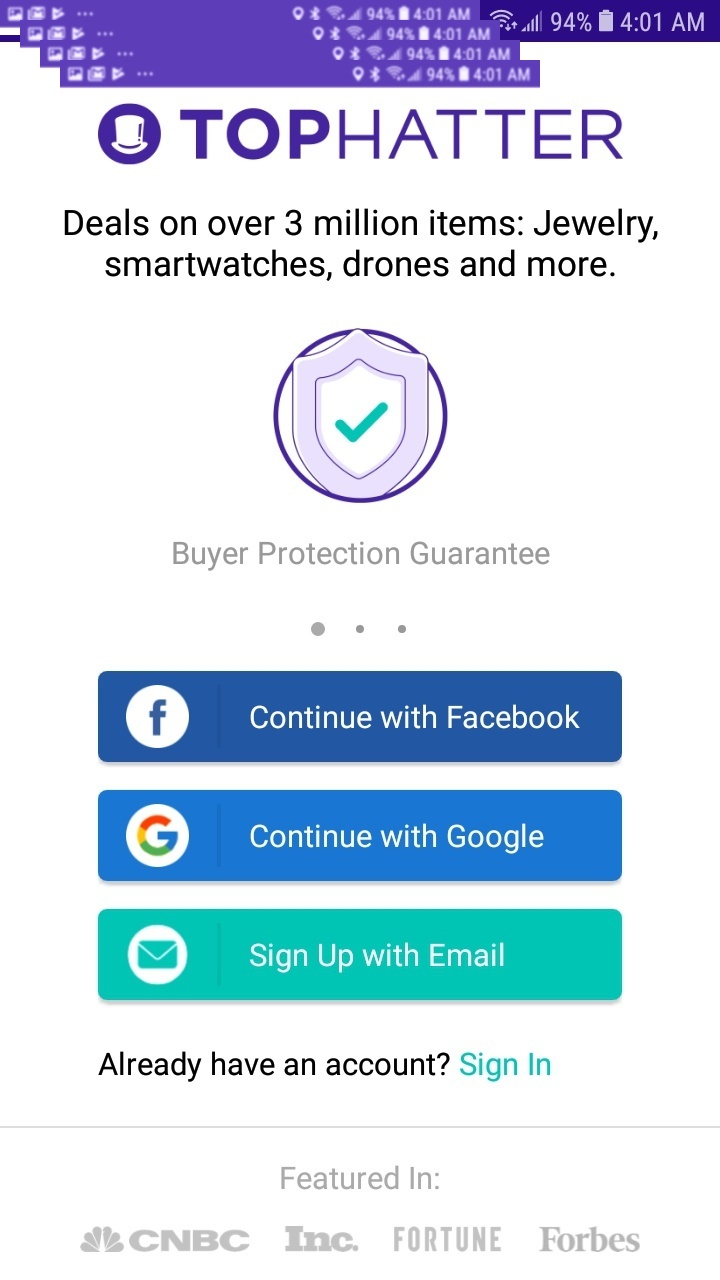 94% 4:01 AM
94% 4:01 AM
94% 4:01 AM
94% 4:01 AM
94% 4:01 AM
TOPHATTER
Deals on over 3 million items: Jewelry,
smartwatches, drones and more.
Buyer Protection Guarantee
Continue with Facebook
Continue with Google
Sign Up with Email
Already have an account? Sign In
Featured In:
CNBC Inc. FORTUNE Forbes